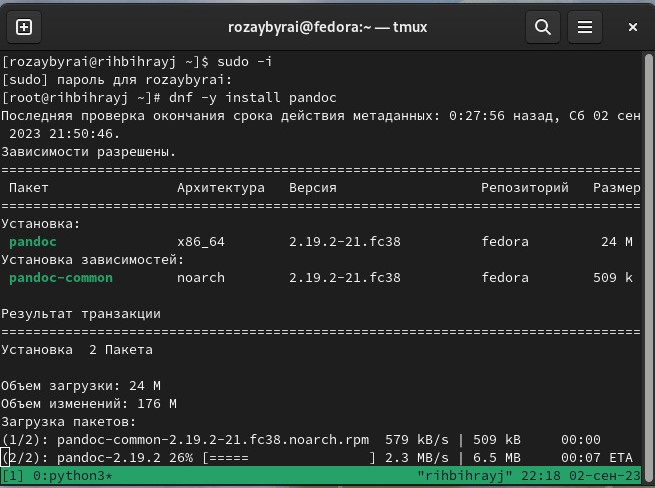 rozaybyrai@fedora:~ — tmux
[rozaybyrai@rihbihrayj ~]$ sudo -i
[sudo] пароль для rozaybyrai:
[root@rihbihrayj ~]# dnf -y install pandoc
Последняя проверка окончания срока действия метаданных: 0:27:56 назад, Сб 02 сен
 2023 21:50:46.
Зависимости разрешены.
================================================================================
 Пакет                Архитектура   Версия                  Репозиторий   Размер
================================================================================
Установка:
 pandoc               x86_64        2.19.2-21.fc38          fedora         24 M
Установка зависимостей:
 pandoc-common        noarch        2.19.2-21.fc38          fedora        509 k
Результат транзакции
================================================================================
Установка  2 Пакета
Объем загрузки: 24 M
Объем изменений: 176 M
Загрузка пакетов:
(1/2): pandoc-common-2.19.2-21.fc38.noarch.rpm  579 kB/s | 509 kB     00:00
(2/2): pandoc-2.19.2 26% [=====               ] 2.3 MB/s | 6.5 MB     00:07 ETA
[1] 0:python3*                                      "rihbihrayj" 22:18 02-сен-23